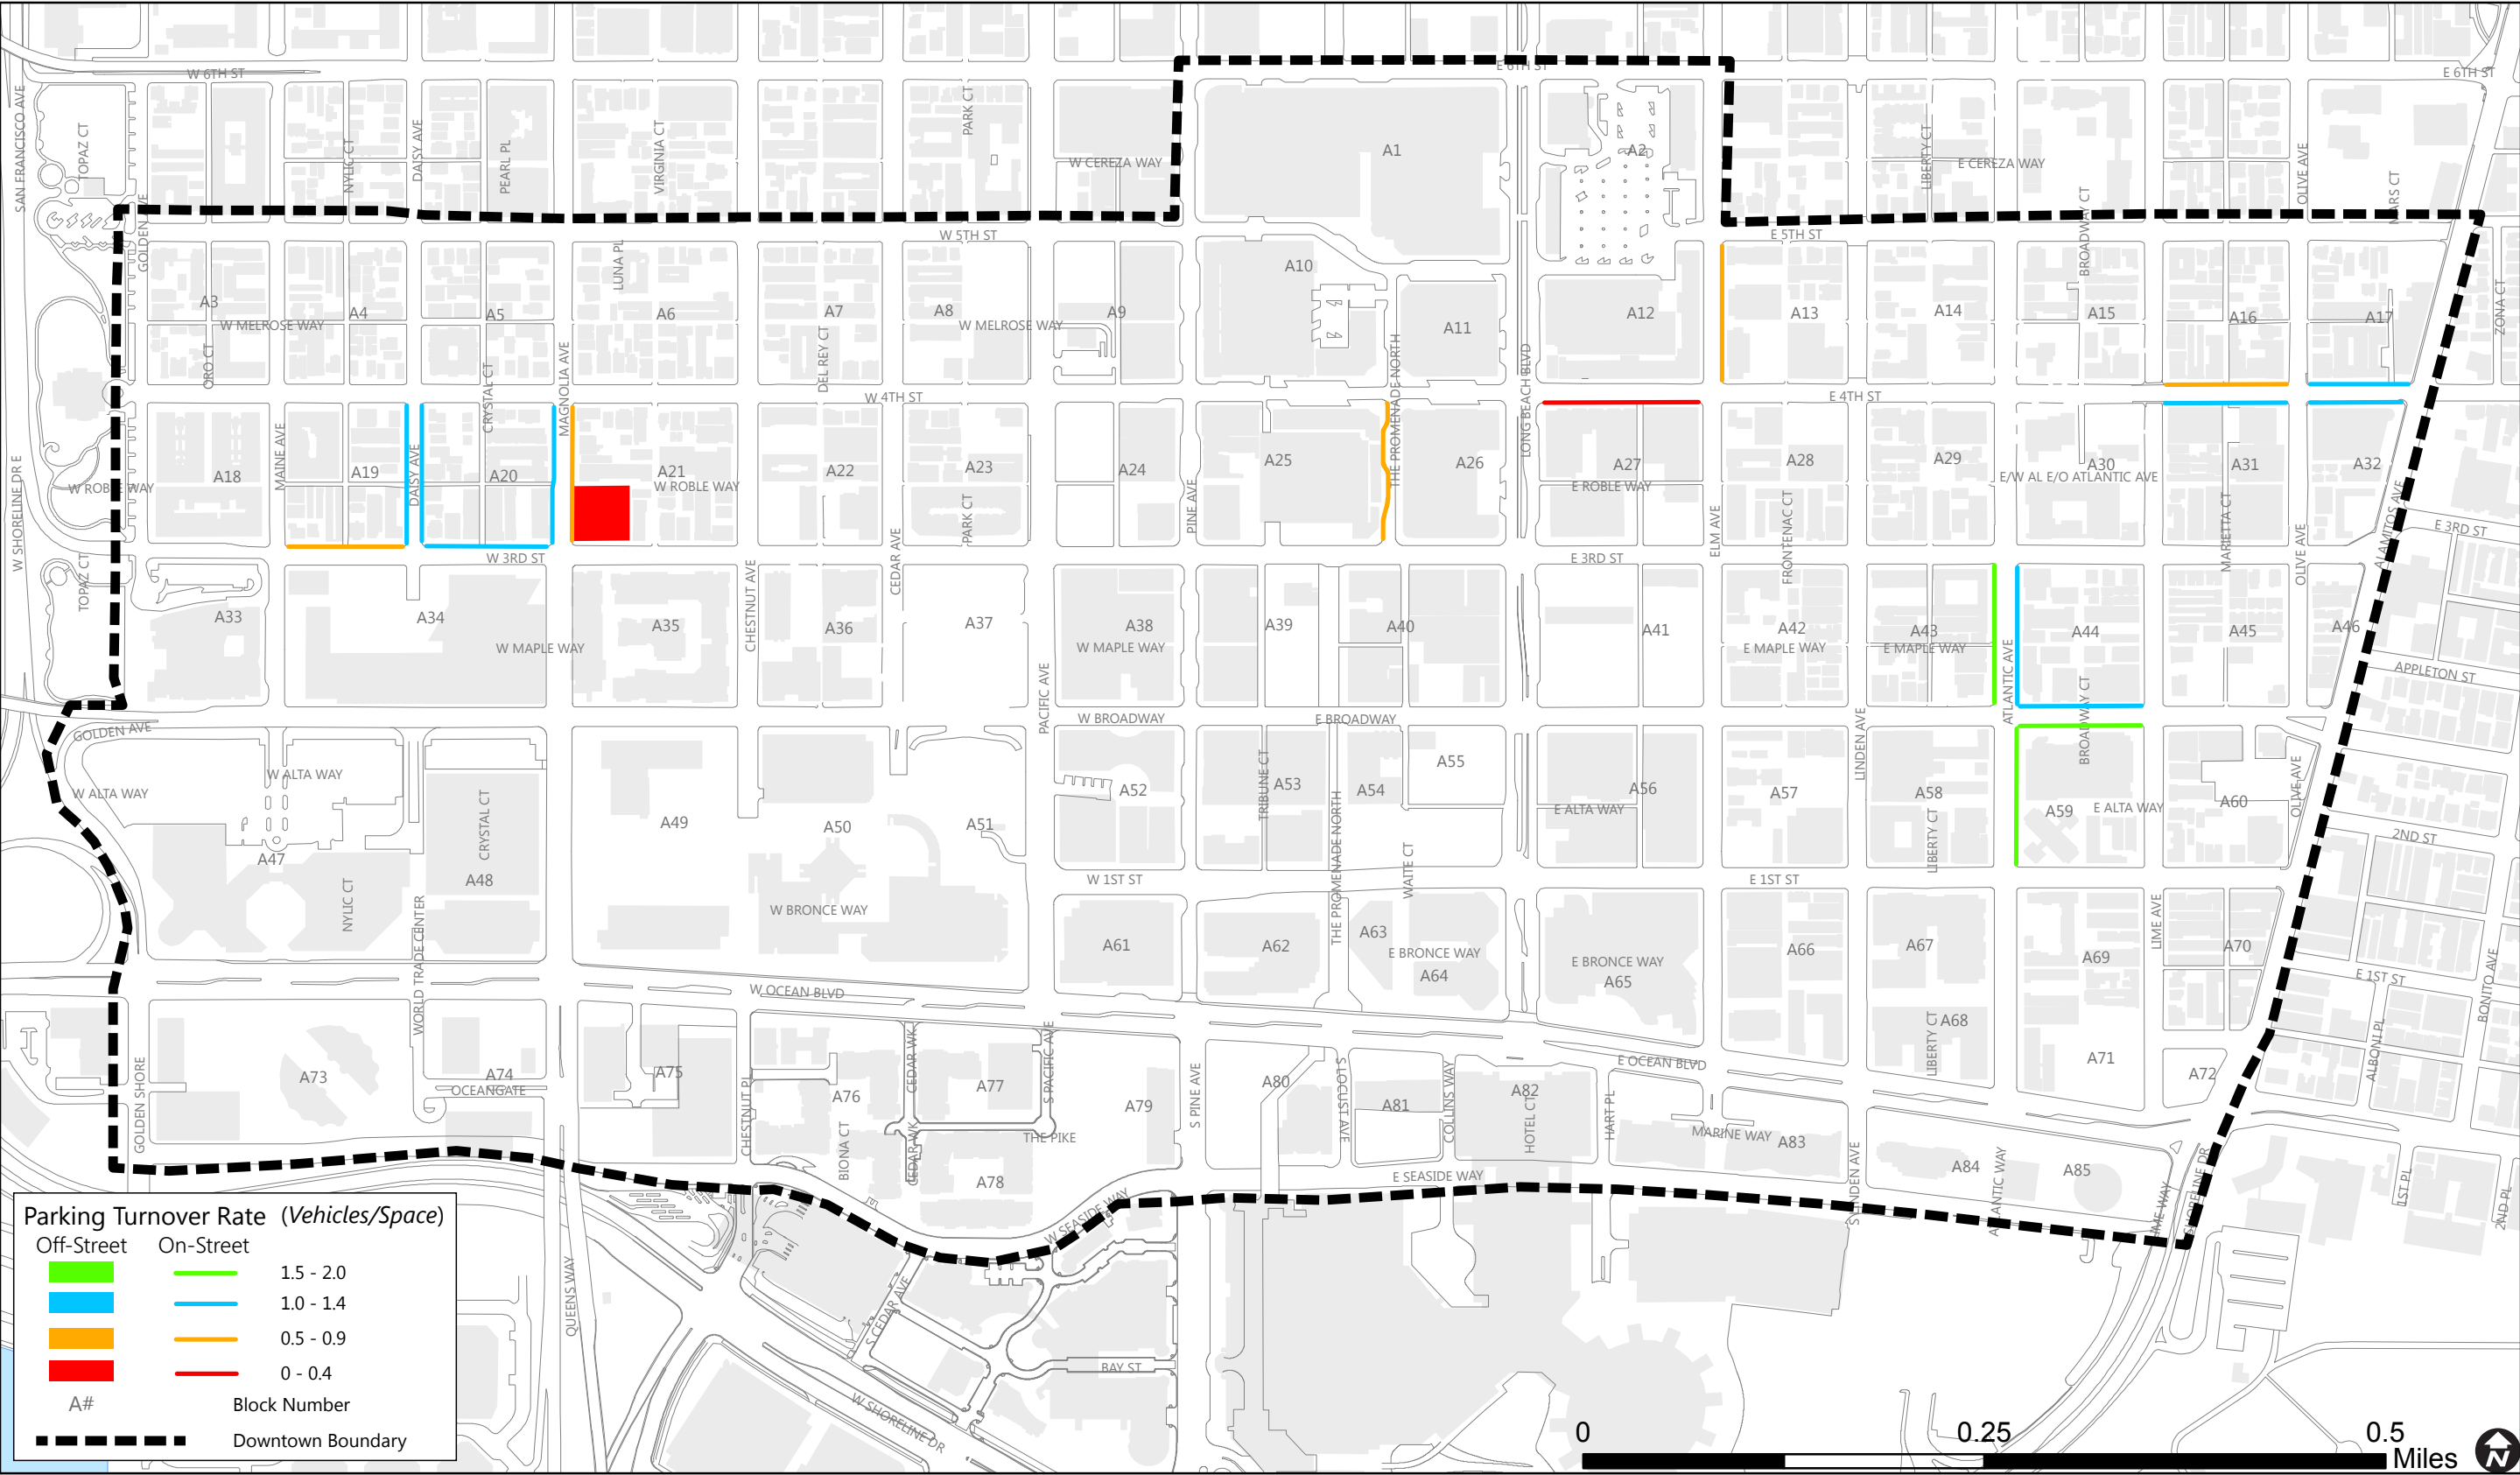 W 6TH ST
E 6TH ST
E 6TH ST
SAN FRANCISCO AVE
TOPAZ CT
NYLIC CT
DAISY AVE
PEARL PL
VIRGINIA CT
PARK CT
W CEREZA WAY
A1
A2
LIBERTY CT
E CEREZA WAY
OLIVE AVE
MARS CT
GOLDEN AVE
W 5TH ST
E 5TH ST
BROADWAY CT
LUNA PL
A10
ZONA CT
A3
A4
A5
A6
A7
A8
A9
A11
A12
A13
A14
A15
A16
A17
W MELROSE WAY
W MELROSE WAY
ORO CT
CRYSTAL CT
MAGNOLIA AVE
DEL REY CT
THE PROMENADE NORTH
LONG BEACH BLVD
W 4TH ST
E 4TH ST
W SHORELINE DR E
W ROBLE WAY
A18
MAINE AVE
A19
DAISY AVE
A20
A21
W ROBLE WAY
A22
A23
PARK CT
A24
PINE AVE
A25
A26
A27
E ROBLE WAY
ELM AVE
A28
FRONTENAC CT
A29
A30
E/W AL E/O ATLANTIC AVE
A31
MARIETTA CT
A32
OLIVE AVE
ALAMITOS AVE
E 3RD ST
TOPAZ CT
W 3RD ST
CHESTNUT AVE
CEDAR AVE
E 3RD ST
A33
A34
A35
A36
A37
A38
A39
A40
A41
A42
A43
A44
A45
A46
W MAPLE WAY
W MAPLE WAY
E MAPLE WAY
E MAPLE WAY
APPLETON ST
PACIFIC AVE
ATLANTIC AVE
BROADWAY CT
LINDEN AVE
GOLDEN AVE
W BROADWAY
E BROADWAY
W ALTA WAY
W ALTA WAY
CRYSTAL CT
A47
A48
NYLIC CT
WORLD TRADE CENTER
A49
A50
A51
A52
TRIBUNE CT
A53
THE PROMENADE NORTH
A54
A55
WAITE CT
A56
E ALTA WAY
A57
A58
LIBERTY CT
A59
E ALTA WAY
A60
OLIVE AVE
2ND ST
W 1ST ST
E 1ST ST
W BRONCE WAY
A61
A62
A63
E BRONCE WAY
A64
E BRONCE WAY
A65
A66
A67
A68
LIBERTY CT
A69
LIME AVE
A70
E 1ST ST
BONITO AVE
W OCEAN BLVD
E OCEAN BLVD
ALBONI PL
A71
A72
A73
A74
OCEANGATE
GOLDEN SHORE
A75
CHESTNUT PL
A76
BIONA CT
CEDAR WK
CEDAR WK
A77
S PACIFIC AVE
THE PIKE
A78
A79
S PINE AVE
A80
S LOCUST AVE
A81
COLLINS WAY
A82
HOTEL CT
HART PL
MARINE WAY
A83
S LINDEN AVE
A84
ATLANTIC WAY
A85
LIME WAY
SHORELINE DR
1ST PL
2ND PL
E SEASIDE WAY
W SEASIDE WAY
QUEENS WAY
S CEDAR AVE
BAY ST
W SHORELINE DR
Parking Turnover Rate (Vehicles/Space)
Off-Street On-Street
1.5 - 2.0
1.0 - 1.4
0.5 - 0.9
0 - 0.4
A# Block Number
Downtown Boundary
0 0.25 0.5
Miles
N